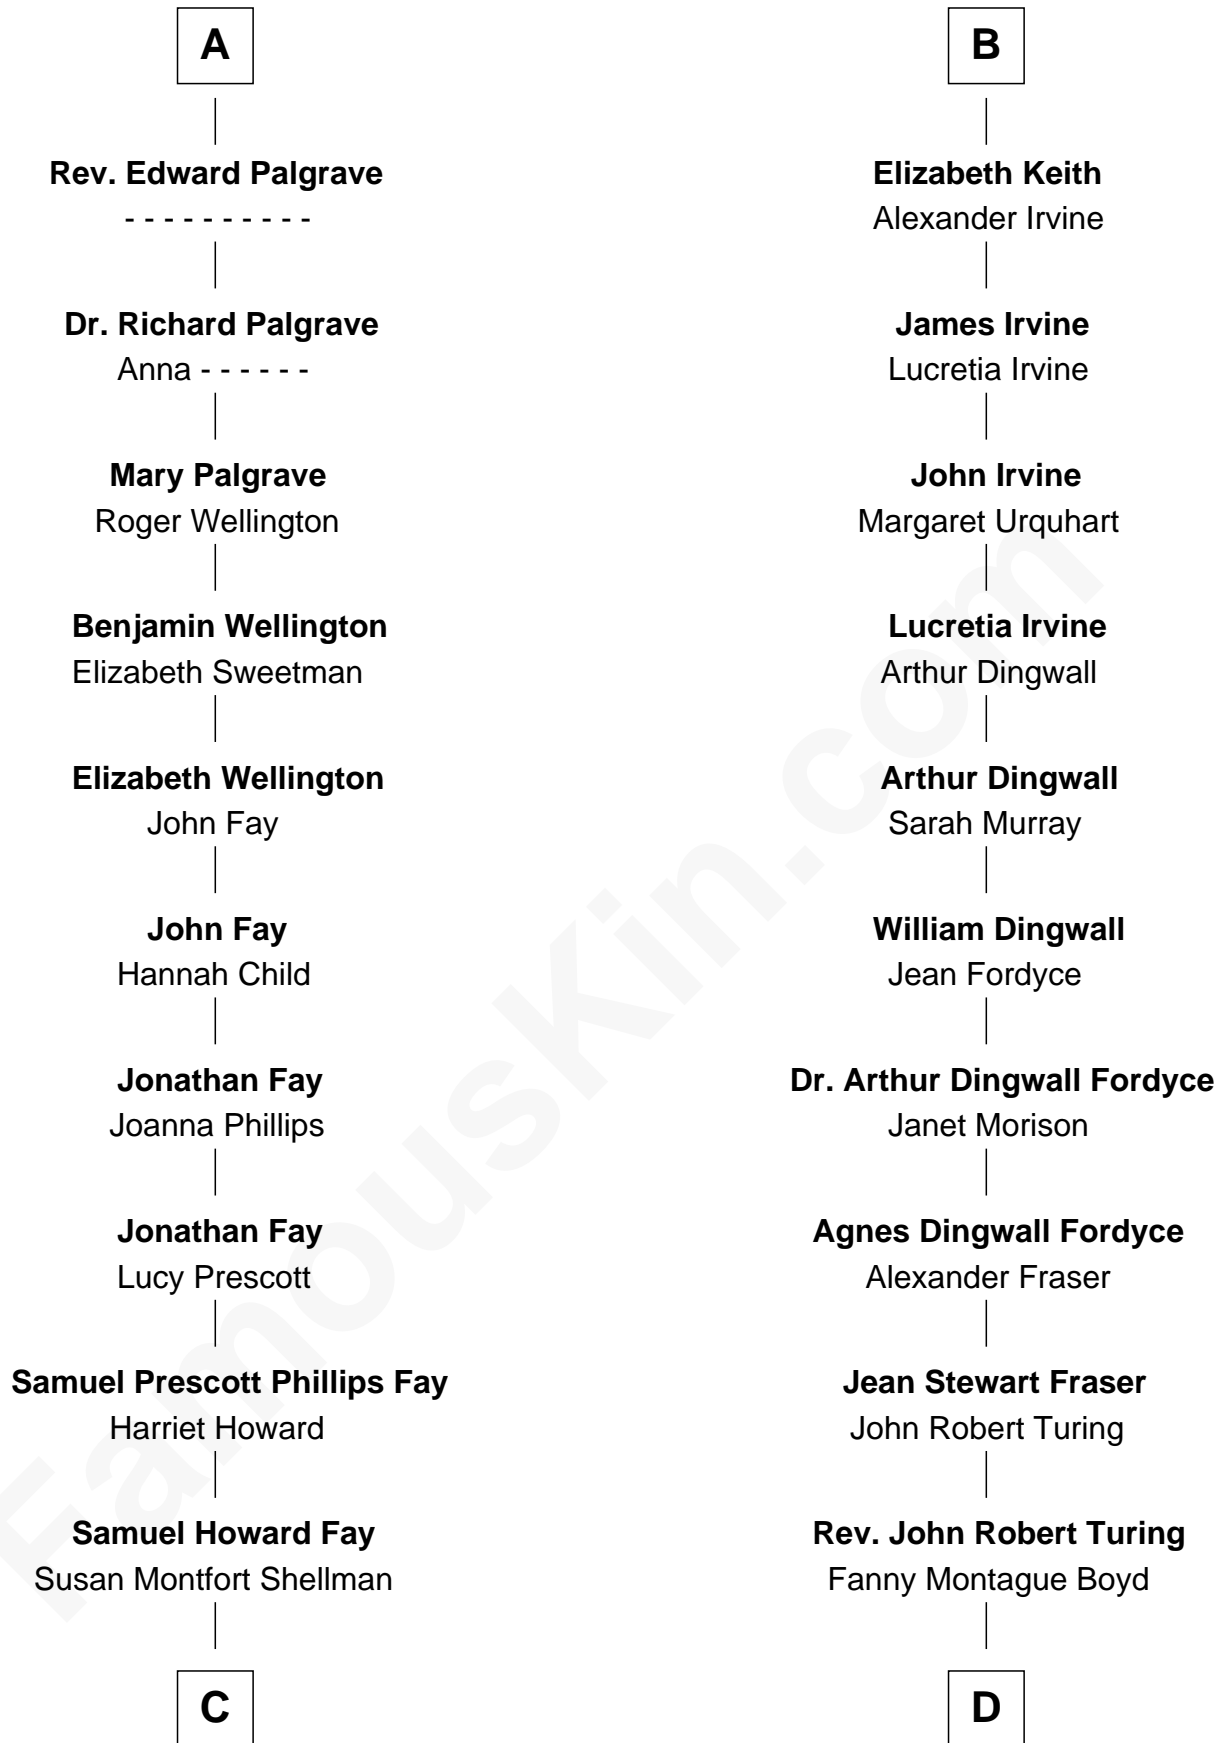 A
Rev. Edward Palgrave
- - - - - - - - - -
Dr. Richard Palgrave
Anna - - - - - -
Mary Palgrave
Roger Wellington
Benjamin Wellington
Elizabeth Sweetman
Elizabeth Wellington
John Fay
John Fay
Hannah Child
Jonathan Fay
Joanna Phillips
Jonathan Fay
Lucy Prescott
Samuel Prescott Phillips Fay
Harriet Howard
Samuel Howard Fay
Susan Montfort Shellman
C
B
Elizabeth Keith
Alexander Irvine
James Irvine
Lucretia Irvine
John Irvine
Margaret Urquhart
Lucretia Irvine
Arthur Dingwall
Arthur Dingwall
Sarah Murray
William Dingwall
Jean Fordyce
Dr. Arthur Dingwall Fordyce
Janet Morison
Agnes Dingwall Fordyce
Alexander Fraser
Jean Stewart Fraser
John Robert Turing
Rev. John Robert Turing
Fanny Montague Boyd
D
FamousKin.com